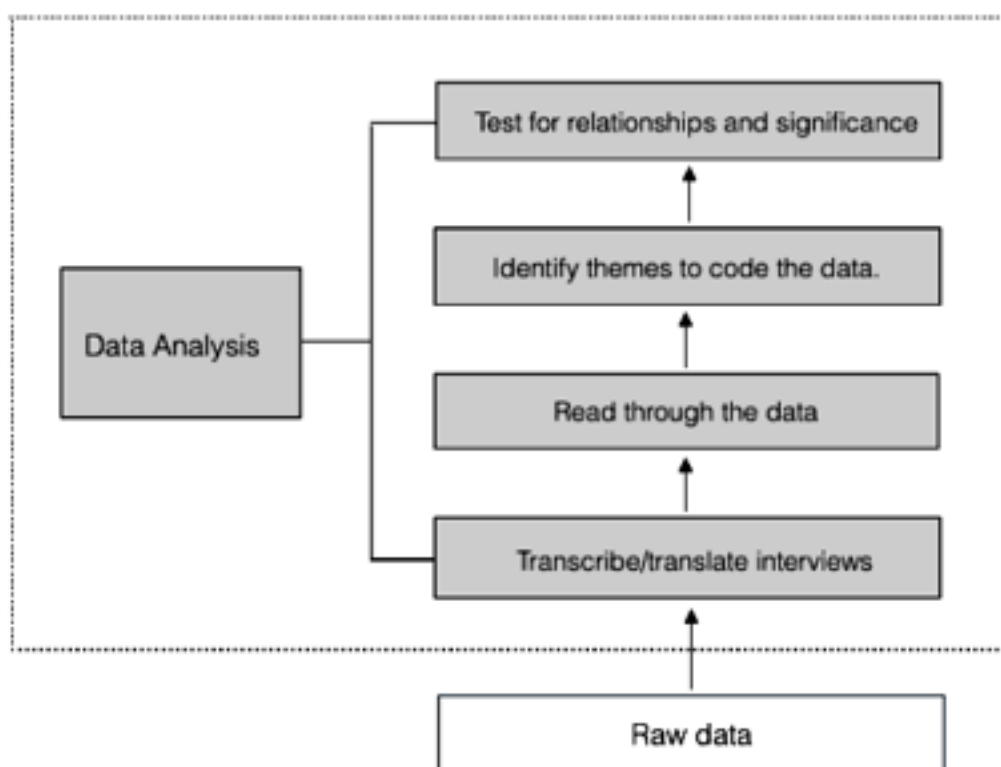 Test for relationships and significance
Identify themes to code the data.
Data Analysis
Read through the data
Transcribe/translate interviews
Raw data